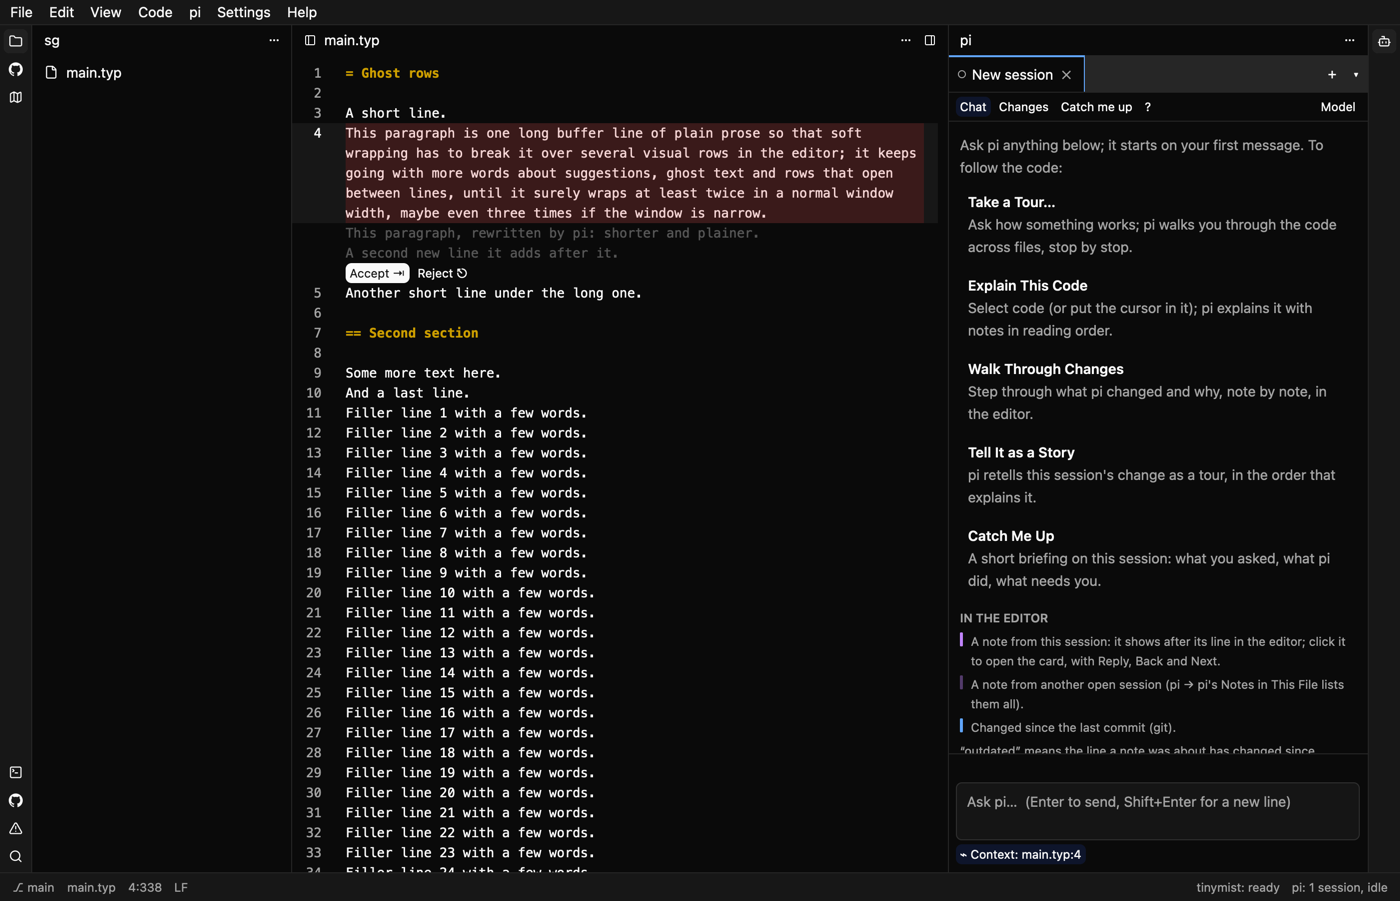 File Edit View Code pi Settings Help
sg
main.typ
main.typ
1 = Ghost rows
2
3 A short line.
4 This paragraph is one long buffer line of plain prose so that soft
wrapping has to break it over several visual rows in the editor; it keeps
going with more words about suggestions, ghost text and rows that open
between lines, until it surely wraps at least twice in a normal window
width, maybe even three times if the window is narrow.
This paragraph, rewritten by pi: shorter and plainer.
A second new line it adds after it.
Accept Reject
5 Another short line under the long one.
6
7 == Second section
8
9 Some more text here.
10 And a last line.
11 Filler line 1 with a few words.
12 Filler line 2 with a few words.
13 Filler line 3 with a few words.
14 Filler line 4 with a few words.
15 Filler line 5 with a few words.
16 Filler line 6 with a few words.
17 Filler line 7 with a few words.
18 Filler line 8 with a few words.
19 Filler line 9 with a few words.
20 Filler line 10 with a few words.
21 Filler line 11 with a few words.
22 Filler line 12 with a few words.
23 Filler line 13 with a few words.
24 Filler line 14 with a few words.
25 Filler line 15 with a few words.
26 Filler line 16 with a few words.
27 Filler line 17 with a few words.
28 Filler line 18 with a few words.
29 Filler line 19 with a few words.
30 Filler line 20 with a few words.
31 Filler line 21 with a few words.
32 Filler line 22 with a few words.
33 Filler line 23 with a few words.
34 Filler line 24 with a few words.
pi
New session
Chat Changes Catch me up ? Model
Ask pi anything below; it starts on your first message. To
follow the code:
Take a Tour...
Ask how something works; pi walks you through the code
across files, stop by stop.
Explain This Code
Select code (or put the cursor in it); pi explains it with
notes in reading order.
Walk Through Changes
Step through what pi changed and why, note by note, in
the editor.
Tell It as a Story
pi retells this session's change as a tour, in the order that
explains it.
Catch Me Up
A short briefing on this session: what you asked, what pi
did, what needs you.
IN THE EDITOR
A note from this session: it shows after its line in the editor; click it
to open the card, with Reply, Back and Next.
A note from another open session (pi → pi's Notes in This File lists
them all).
Changed since the last commit (git).
“outdated” means the line a note was about has changed since
Ask pi... (Enter to send, Shift+Enter for a new line)
Context: main.typ:4
main main.typ 4:338 LF
tinymist: ready pi: 1 session, idle